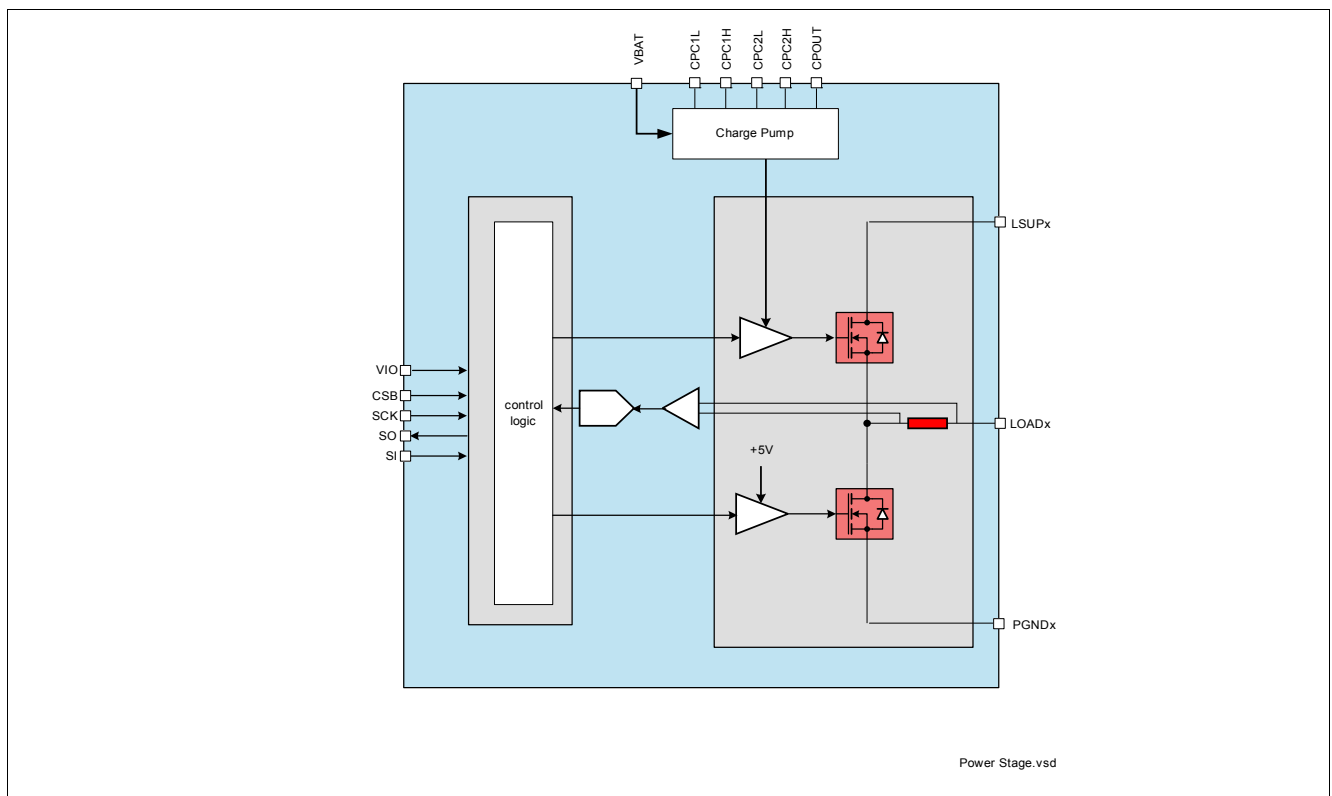 VBAT
CPC1L
CPC1H
CPC2L
CPC2H
CPOUT
Charge Pump
LSUPx
VIO
CSB
SCK
SO
SI
control
logic
LOADx
+5V
PGNDx
Power Stage.vsd